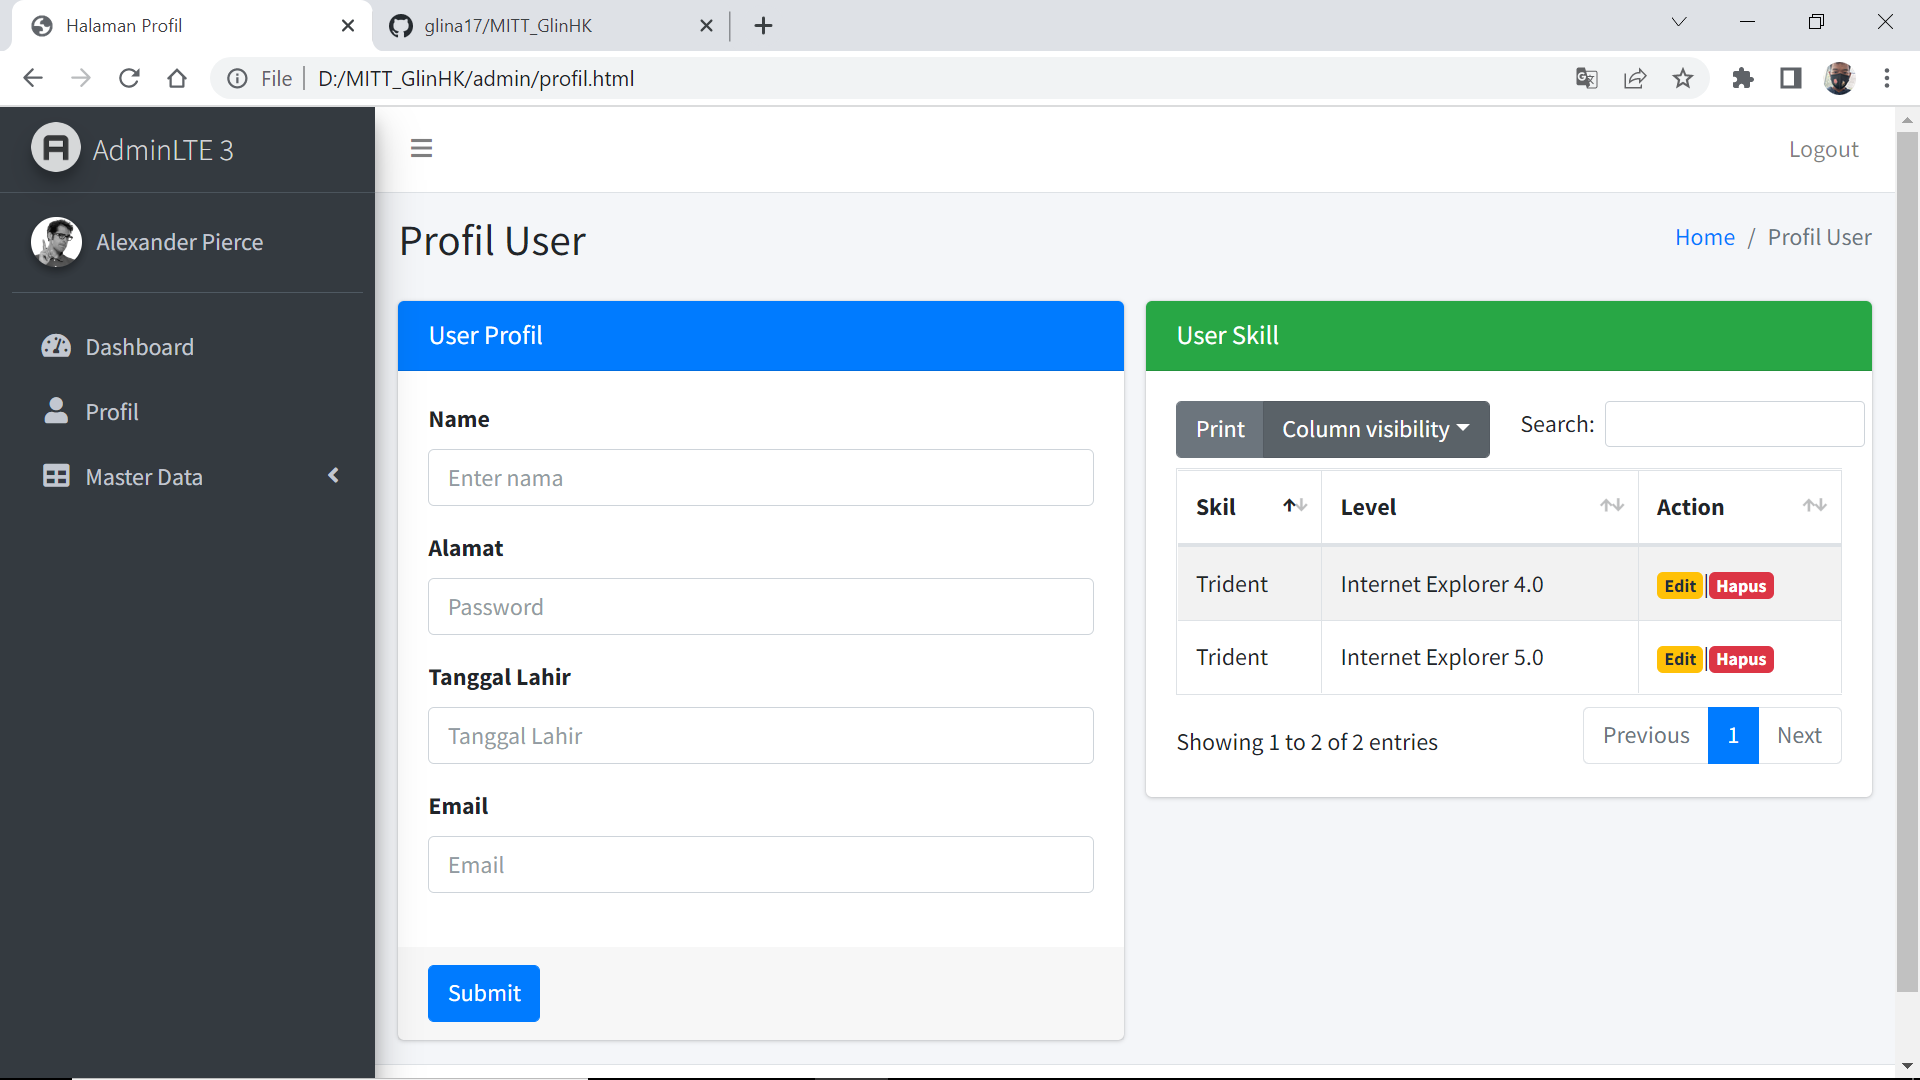 Halaman Profil
glina17/MITT_GlinHK
File
D:/MITT_GlinHK/admin/profil.html
AdminLTE 3
Logout
Alexander Pierce
Dashboard
Profil
Master Data
Profil User
Home / Profil User
User Profil
Name
Enter nama
Alamat
Password
Tanggal Lahir
Tanggal Lahir
Email
Email
Submit
User Skill
Print Column visibility Search:
Skil Level Action
Trident Internet Explorer 4.0 Edit|Hapus
Trident Internet Explorer 5.0 Edit|Hapus
Showing 1 to 2 of 2 entries
Previous 1 Next